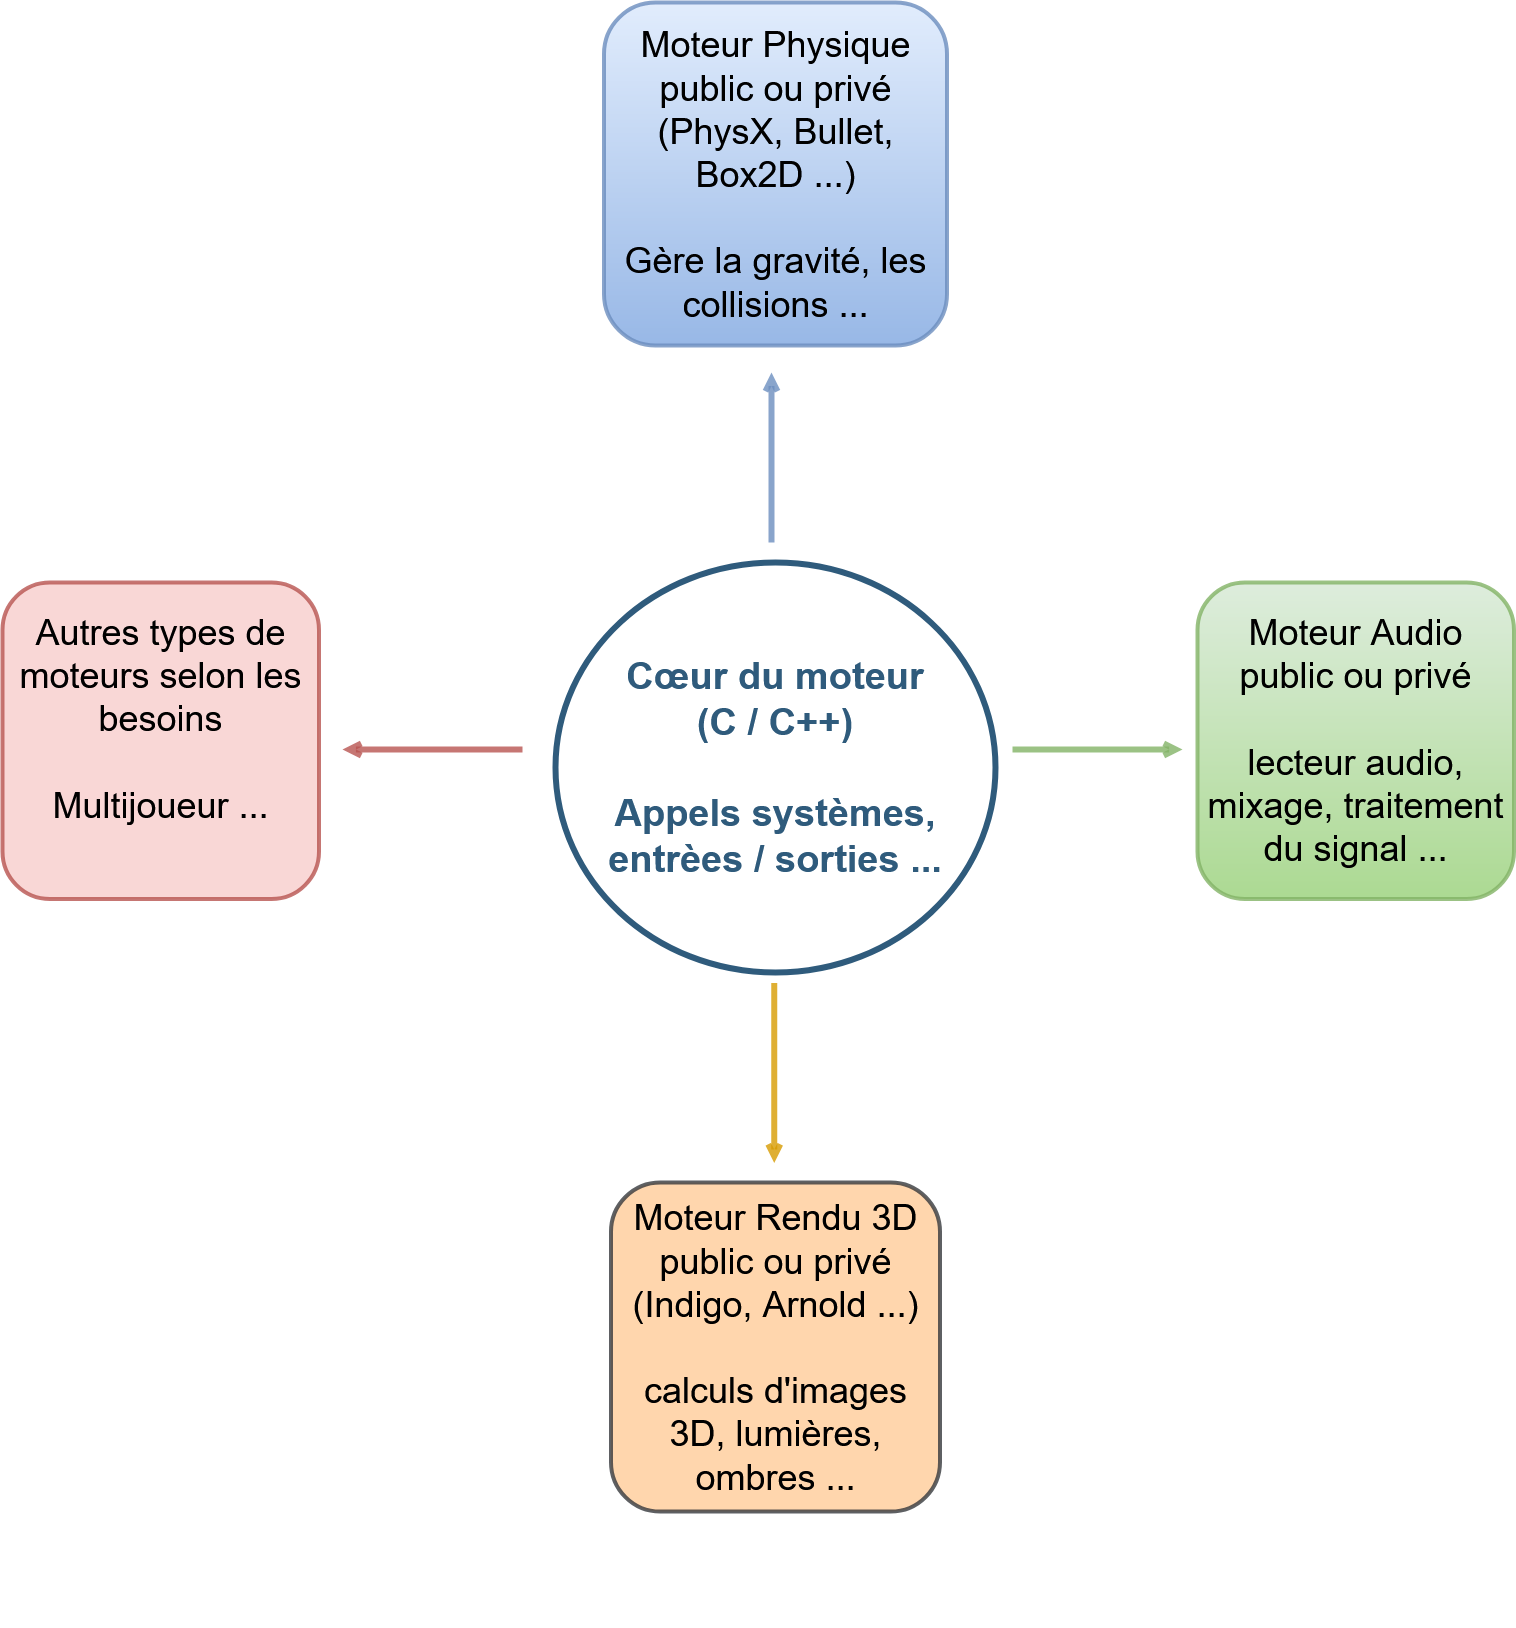 Moteur Physique
public ou privé
(PhysX, Bullet,
Box2D ...)
Gère la gravité, les
collisions ...
Autres types de
moteurs selon les
besoins
Multijoueur ...
Cœur du moteur
(C / C++)
Appels systèmes,
entrèes / sorties ...
Moteur Audio
public ou privé
lecteur audio,
mixage, traitement
du signal ...
Moteur Rendu 3D
public ou privé
(Indigo, Arnold ...)
calculs d'images
3D, lumières,
ombres ...